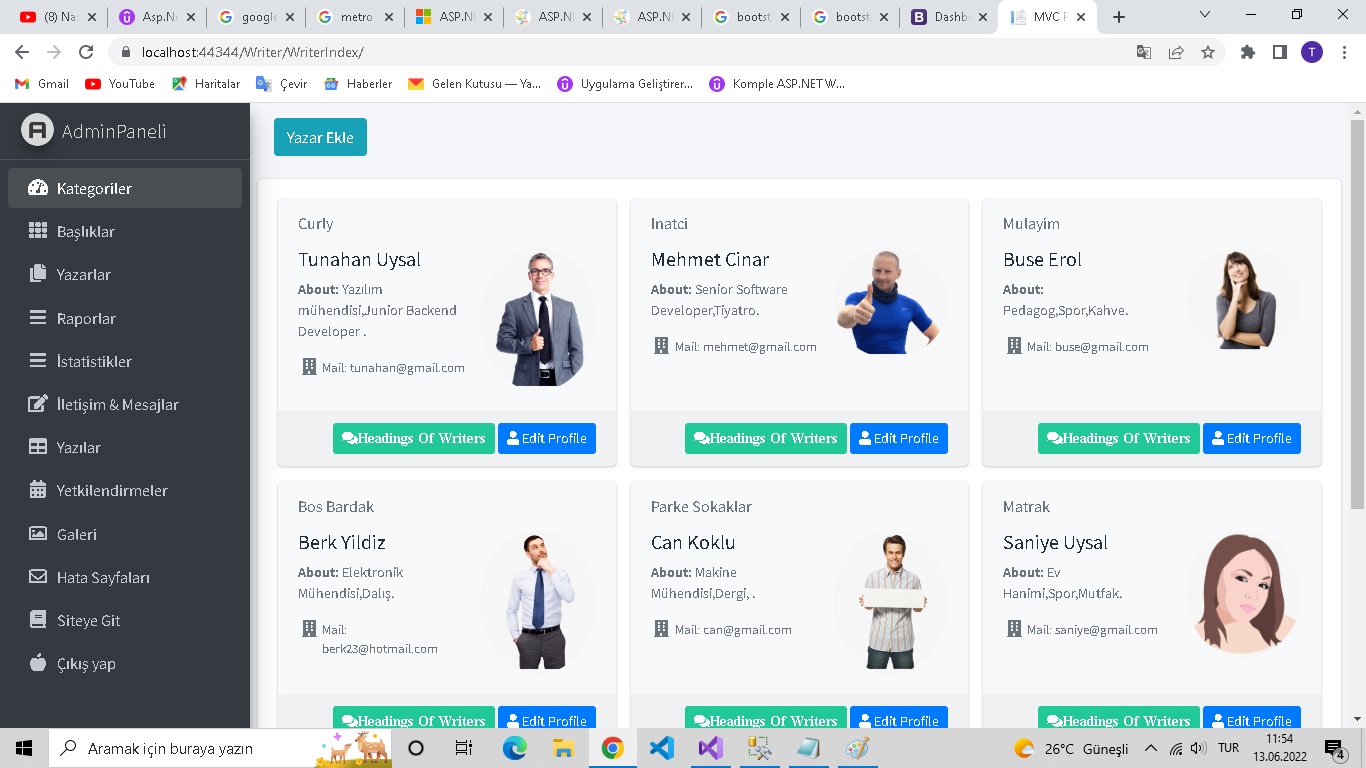 (8) Nas
Asp.Ne
google
metro
ASP.NE
ASP.NE
ASP.NE
bootst
bootst
Dashb
MVC P
localhost:44344/Writer/WriterIndex/
T
Gmail
YouTube
Haritalar
Çevir
Haberler
Gelen Kutusu — Ya...
Uygulama Geliştirer...
Komple ASP.NET W...
AdminPaneli
Kategoriler
Başlıklar
Yazarlar
Raporlar
İstatistikler
İletişim & Mesajlar
Yazılar
Yetkilendirmeler
Galeri
Hata Sayfaları
Siteye Git
Çıkış yap
Yazar Ekle
Curly
Tunahan Uysal
About: Yazılım
mühendisi,Junior Backend
Developer .
Mail: tunahan@gmail.com
Headings Of Writers
Edit Profile
Inatci
Mehmet Cinar
About: Senior Software
Developer,Tiyatro.
Mail: mehmet@gmail.com
Headings Of Writers
Edit Profile
Mulayim
Buse Erol
About:
Pedagog,Spor,Kahve.
Mail: buse@gmail.com
Headings Of Writers
Edit Profile
Bos Bardak
Berk Yildiz
About: Elektronik
Mühendisi,Dalış.
Mail:
berk23@hotmail.com
Headings Of Writers
Edit Profile
Parke Sokaklar
Can Koklu
About: Makine
Mühendisi,Dergi, .
Mail: can@gmail.com
Headings Of Writers
Edit Profile
Matrak
Saniye Uysal
About: Ev
Hanimi,Spor,Mutfak.
Mail: saniye@gmail.com
Headings Of Writers
Edit Profile
Aramak için buraya yazın
26°C Güneşli
TUR
11:54
13.06.2022
4